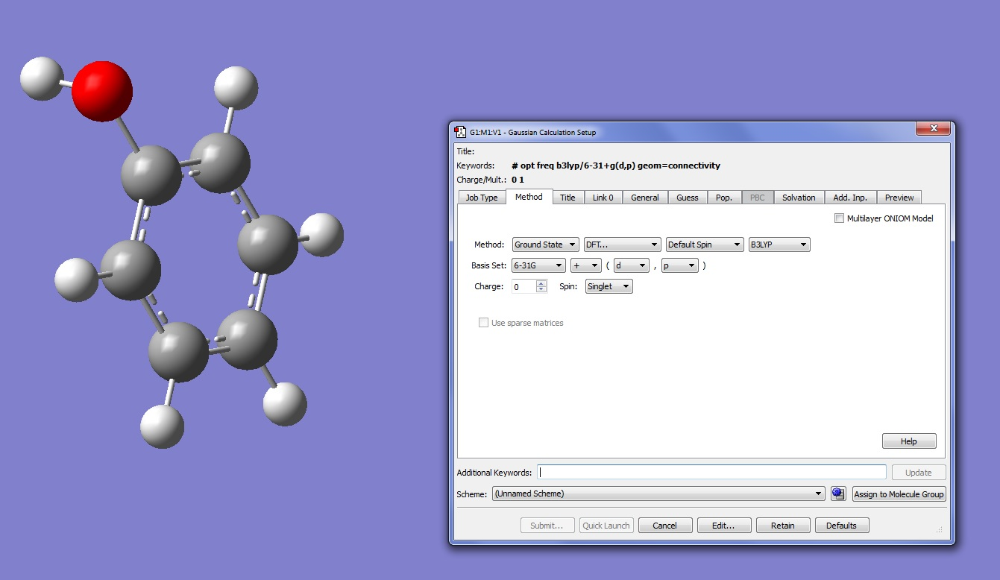 G1:M1:V1 - Gaussian Calculation Setup
Title:
Keywords: # opt freq b3lyp/6-31+g(d,p) geom=connectivity
Charge/Mult.: 0 1
Job Type Method Title Link 0 General Guess Pop. PBC Solvation Add. Inp. Preview
Multilayer ONIOM Model
Method: Ground State DFT... Default Spin B3LYP
Basis Set: 6-31G + ( d , p )
Charge: 0 Spin: Singlet
Use sparse matrices
Help
Additional Keywords: Update
Scheme: (Unnamed Scheme) Assign to Molecule Group
Submit... Quick Launch Cancel Edit... Retain Defaults